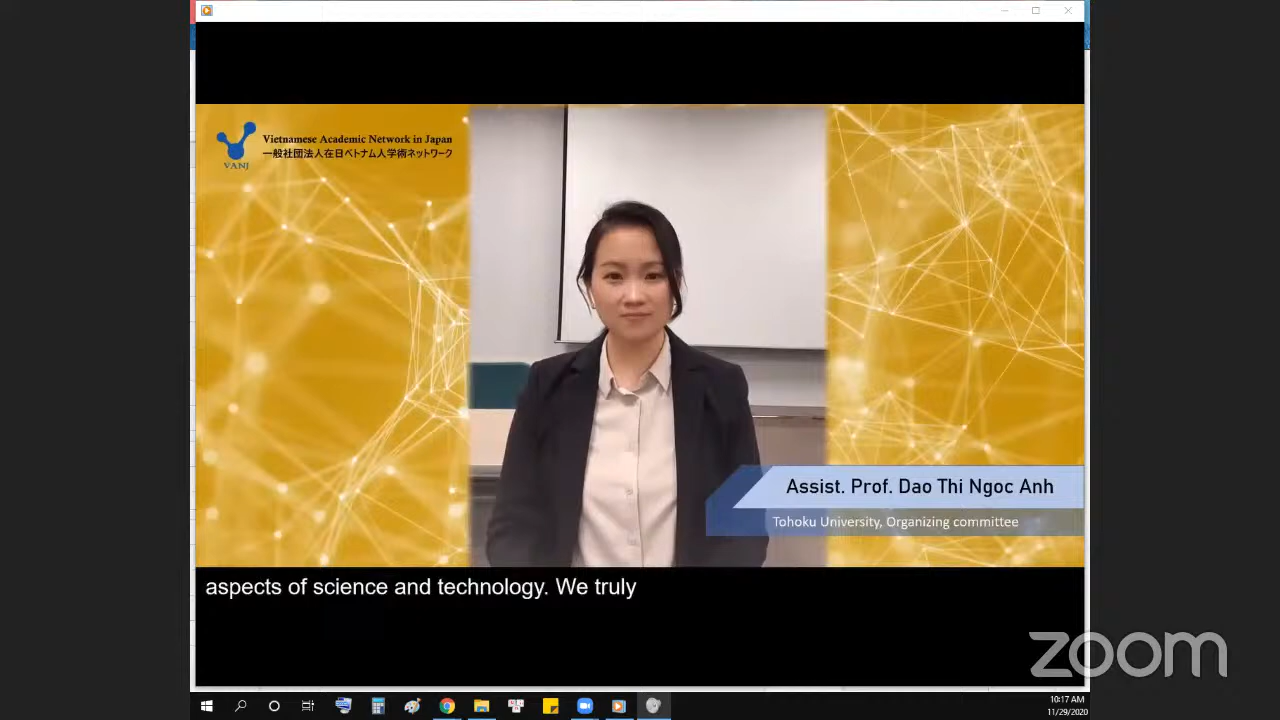 Vietnamese Academic Network in Japan
一般社団法人在日ベトナム人学術ネットワーク
VANJ
Assist. Prof. Dao Thi Ngoc Anh
Tohoku University, Organizing committee
aspects of science and technology. We truly
zoom
10:17 AM
11/29/2020